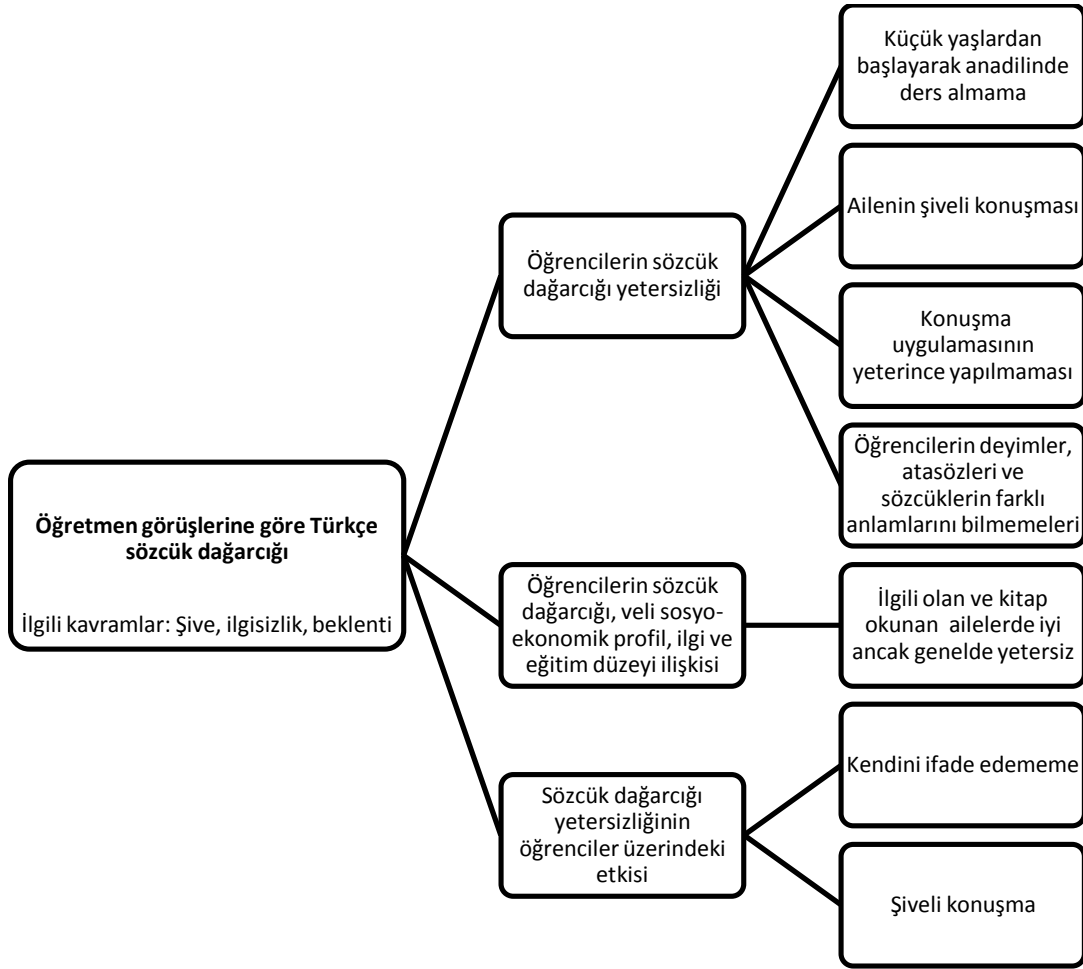 Öğretmen görüşlerine göre Türkçe
sözcük dağarcığı
İlgili kavramlar: Şive, ilgisizlik, beklenti
Öğrencilerin sözcük
dağarcığı yetersizliği
Küçük yaşlardan
başlayarak anadilinde
ders almama
Ailenin şiveli konuşması
Konuşma
uygulamasının
yeterince yapılmaması
Öğrencilerin deyimler,
atasözleri ve
sözcüklerin farklı
anlamlarını bilmemeleri
Öğrencilerin sözcük
dağarcığı, veli sosyo-
ekonomik profil, ilgi ve
eğitim düzeyi ilişkisi
İlgili olan ve kitap
okunan  ailelerde iyi
ancak genelde yetersiz
Sözcük dağarcığı
yetersizliğinin
öğrenciler üzerindeki
etkisi
Kendini ifade edememe
Şiveli konuşma